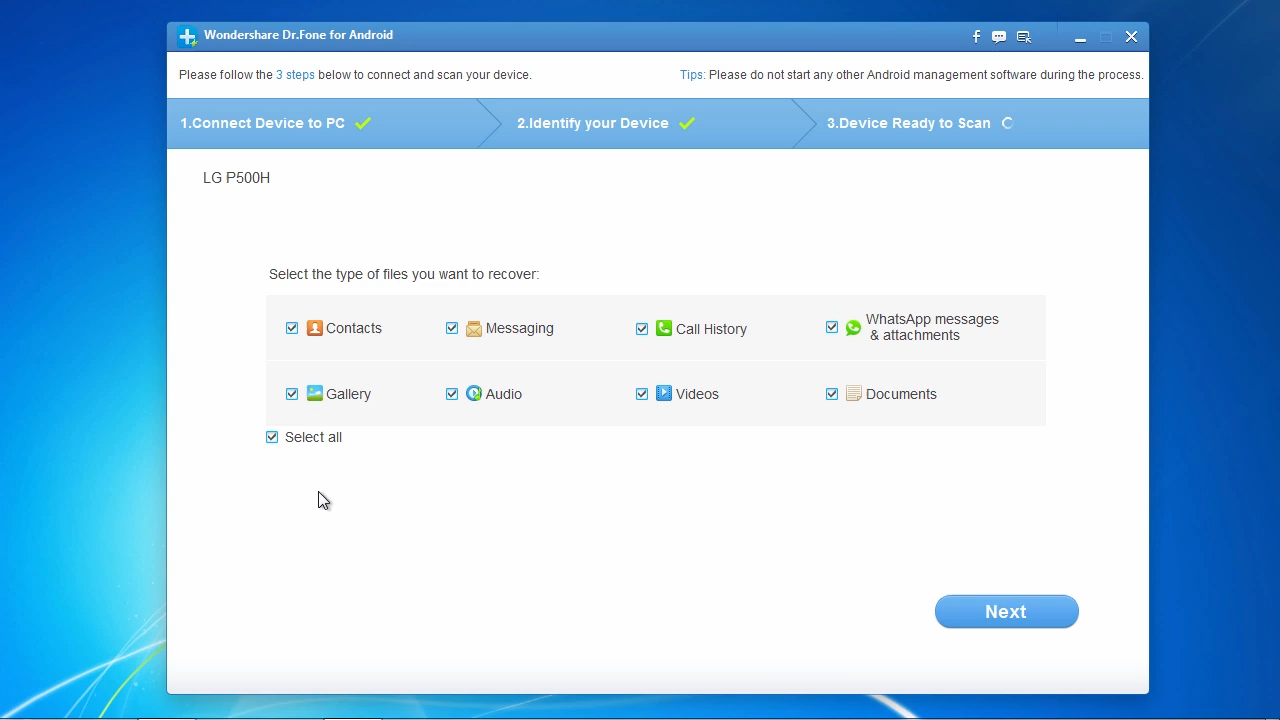 Wondershare Dr.Fone for Android
Please follow the 3 steps below to connect and scan your device.
Tips: Please do not start any other Android management software during the process.
1.Connect Device to PC
2.Identify your Device
3.Device Ready to Scan
LG P500H
Select the type of files you want to recover:
Contacts
Messaging
Call History
WhatsApp messages
& attachments
Gallery
Audio
Videos
Documents
Select all
Next